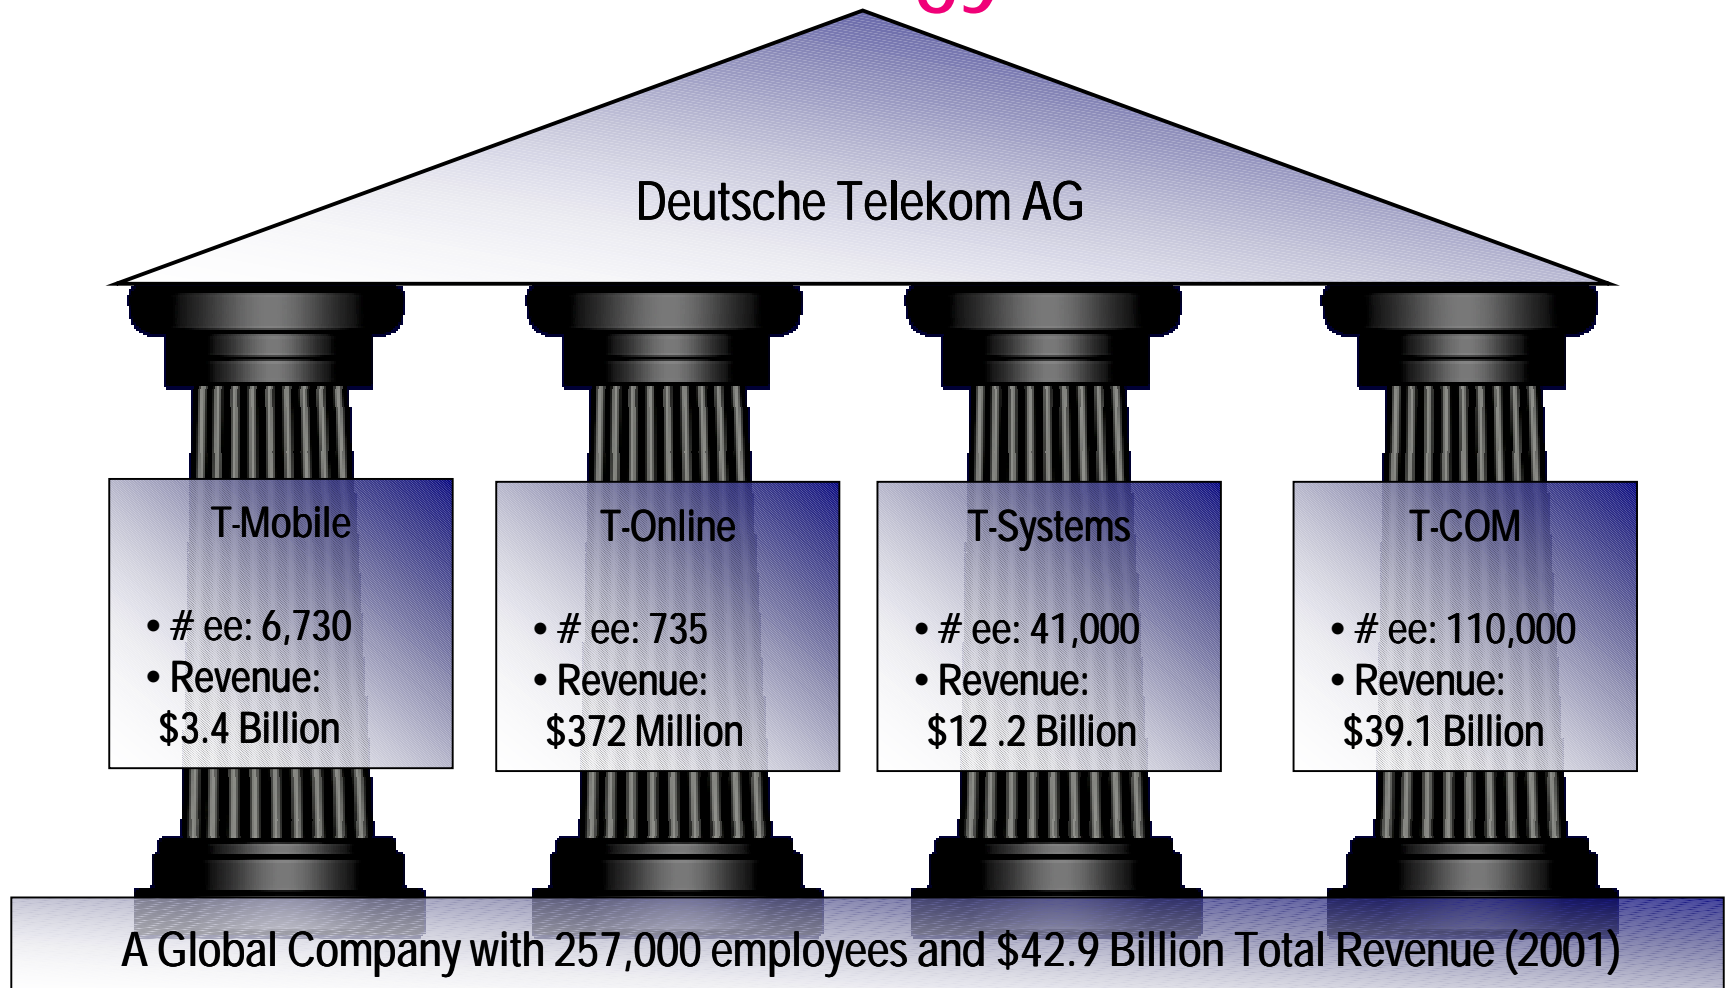 Deutsche Telekom AG
T-Mobile
• # ee: 6,730
• Revenue:
$3.4 Billion
T-Online
• # ee: 735
• Revenue:
$372 Million
T-Systems
• # ee: 41,000
• Revenue:
$12 .2 Billion
T-COM
• # ee: 110,000
• Revenue:
$39.1 Billion
A Global Company with 257,000 employees and $42.9 Billion Total Revenue (2001)